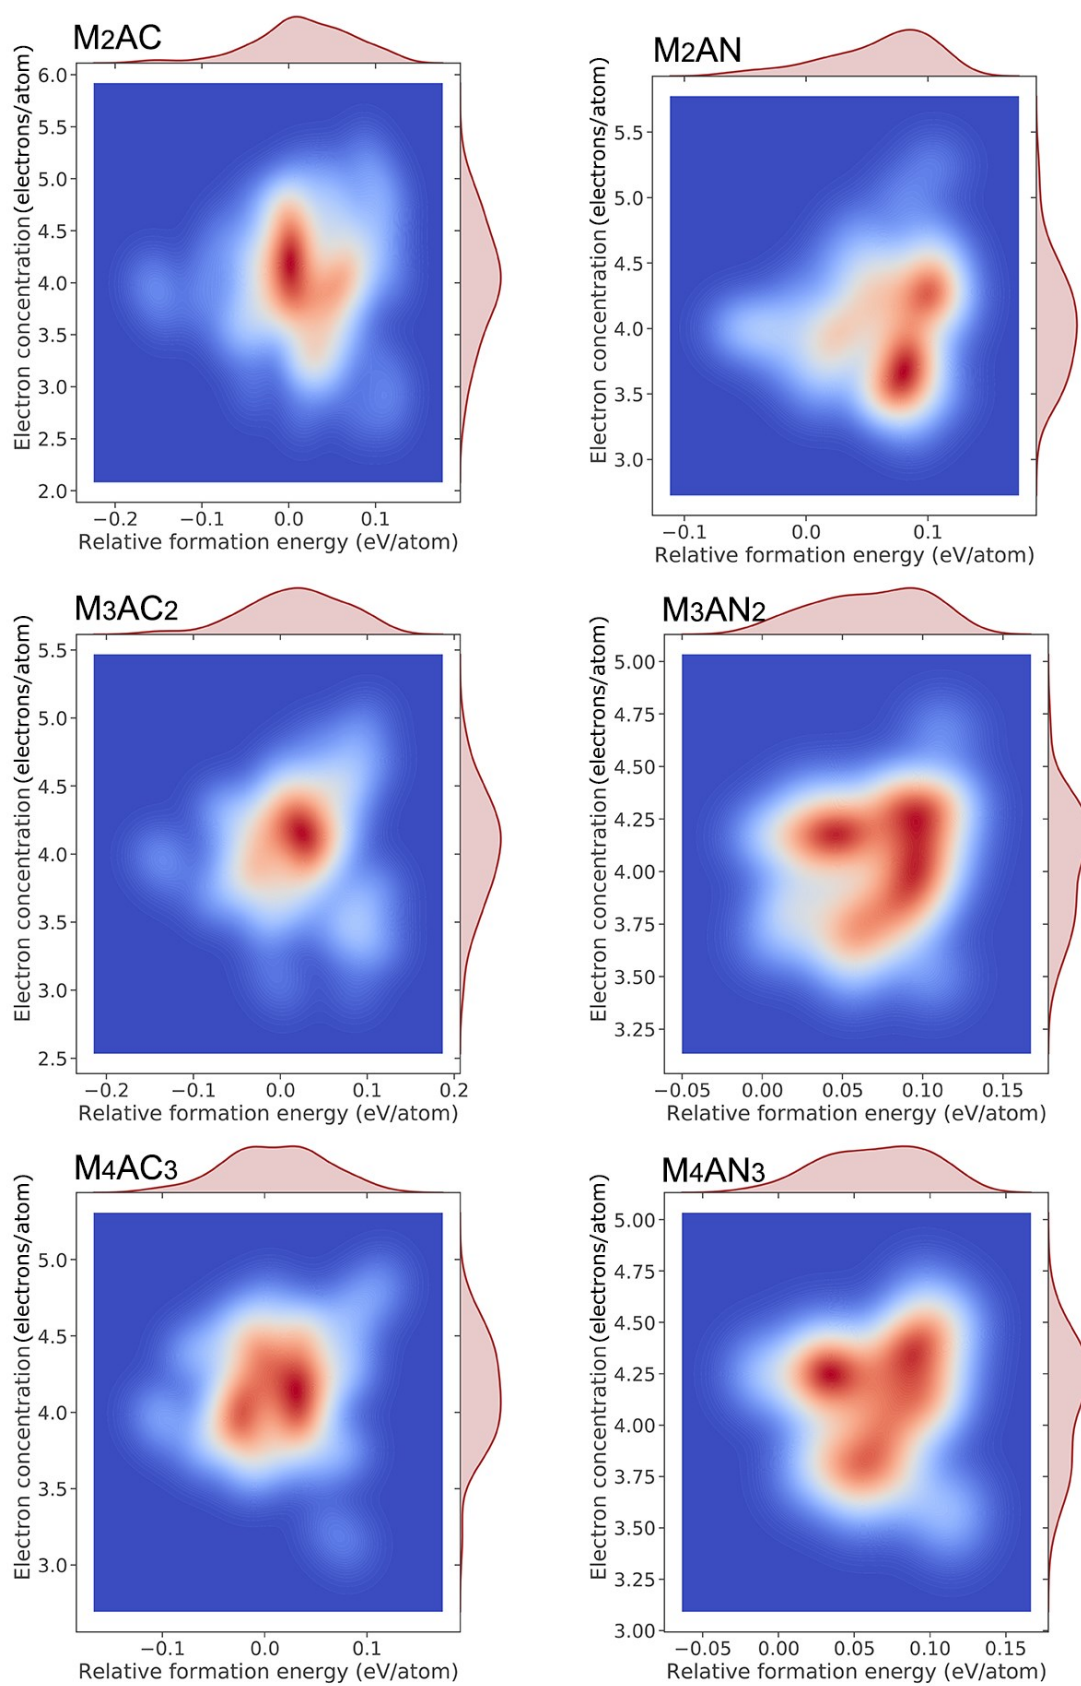 M2AC
Electron concentration (electrons/atom)
6.0
5.5
5.0
4.5
4.0
3.5
3.0
2.5
2.0
−0.2 −0.1 0.0 0.1
Relative formation energy (eV/atom)
M2AN
Electron concentration (electrons/atom)
5.5
5.0
4.5
4.0
3.5
3.0
−0.1 0.0 0.1
Relative formation energy (eV/atom)
M3AC2
Electron concentration (electrons/atom)
5.5
5.0
4.5
4.0
3.5
3.0
2.5
−0.2 −0.1 0.0 0.1 0.2
Relative formation energy (eV/atom)
M3AN2
Electron concentration (electrons/atom)
5.00
4.75
4.50
4.25
4.00
3.75
3.50
3.25
−0.05 0.00 0.05 0.10 0.15
Relative formation energy (eV/atom)
M4AC3
Electron concentration (electrons/atom)
5.0
4.5
4.0
3.5
3.0
−0.1 0.0 0.1
Relative formation energy (eV/atom)
M4AN3
Electron concentration (electrons/atom)
5.00
4.75
4.50
4.25
4.00
3.75
3.50
3.25
3.00
−0.05 0.00 0.05 0.10 0.15
Relative formation energy (eV/atom)